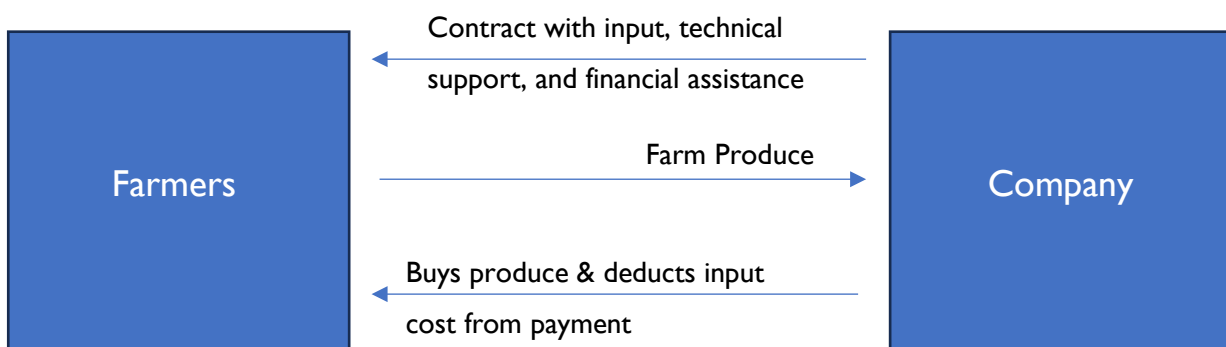 Contract with input, technical
support, and financial assistance
Farm Produce
Farmers
Company
Buys produce & deducts input
cost from payment